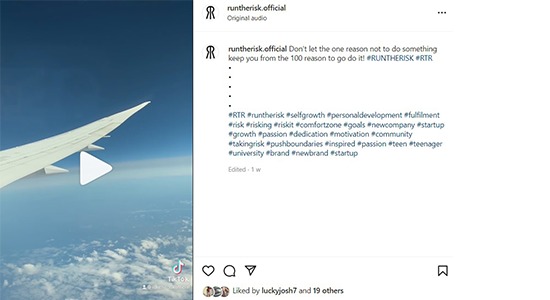 runtherisk.official
Original audio
runtherisk.official Don't let the one reason not to do something
keep you from the 100 reason to go do it! #RUNTHERISK #RTR
•
•
•
•
•
#RTR #runtherisk #selfgrowth #personaldevelopment #fulfilment
#risk #risking #riskit #comfortzone #goals #newcompany #startup
#growth #passion #dedication #motivation #community
#takingrisk #pushboundaries #inspired #passion #teen #teenager
#university #brand #newbrand #startup
Edited · 1 w
TikTok
Liked by luckyjosh7 and 19 others